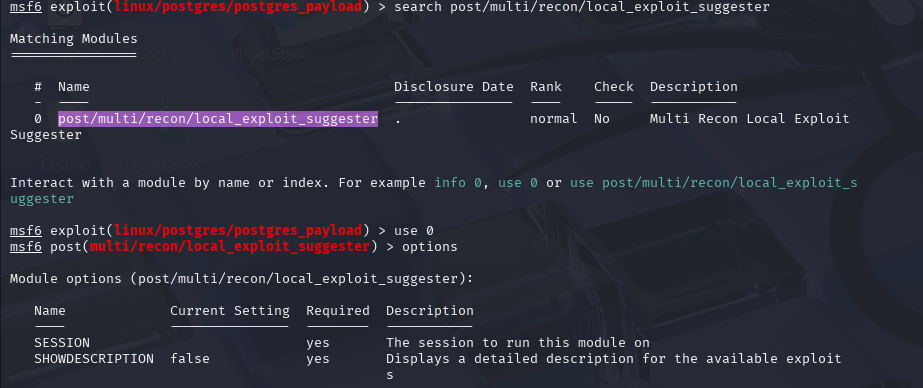 msf6 exploit(linux/postgres/postgres_payload) > search post/multi/recon/local_exploit_suggester
Matching Modules
================
# Name Disclosure Date Rank Check Description
- ---- --------------- ---- ----- -----------
0 post/multi/recon/local_exploit_suggester . normal No Multi Recon Local Exploit
Suggester
Interact with a module by name or index. For example info 0, use 0 or use post/multi/recon/local_exploit_s
uggester
msf6 exploit(linux/postgres/postgres_payload) > use 0
msf6 post(multi/recon/local_exploit_suggester) > options
Module options (post/multi/recon/local_exploit_suggester):
Name Current Setting Required Description
---- --------------- -------- -----------
SESSION yes The session to run this module on
SHOWDESCRIPTION false yes Displays a detailed description for the available exploit
s